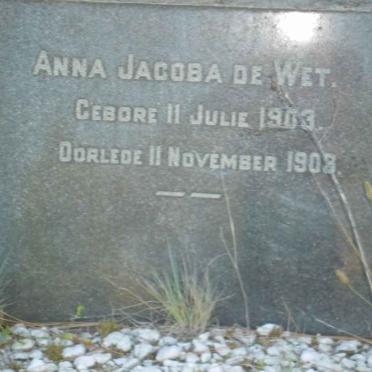 ANNA JACOBA DE WET.
GEBORE 11 JULIE 1903
OORLEDE 11 NOVEMBER 1903.